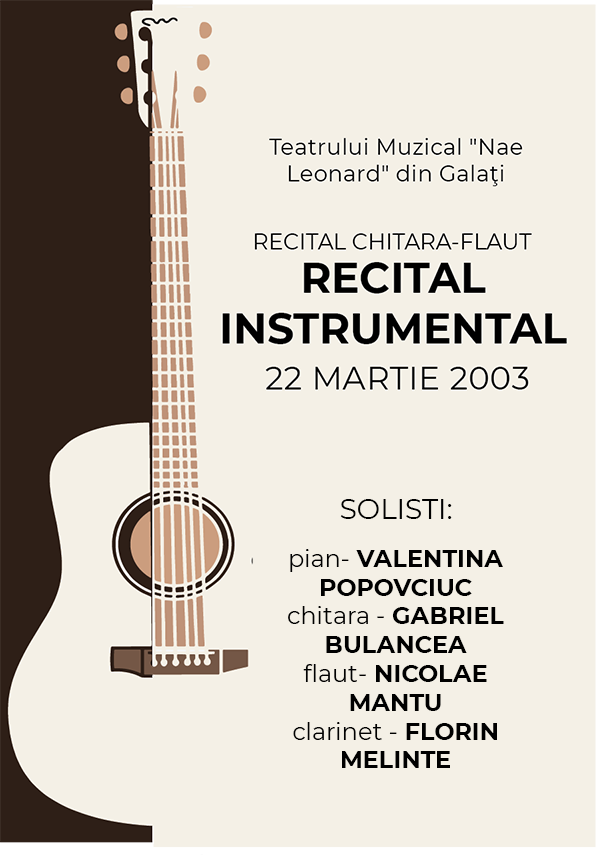 Teatrului Muzical "Nae
Leonard" din Galaţi
RECITAL CHITARA-FLAUT
RECITAL
INSTRUMENTAL
22 MARTIE 2003
SOLISTI:
pian- VALENTINA
POPOVCIUC
chitara - GABRIEL
BULANCEA
flaut- NICOLAE
MANTU
clarinet - FLORIN
MELINTE